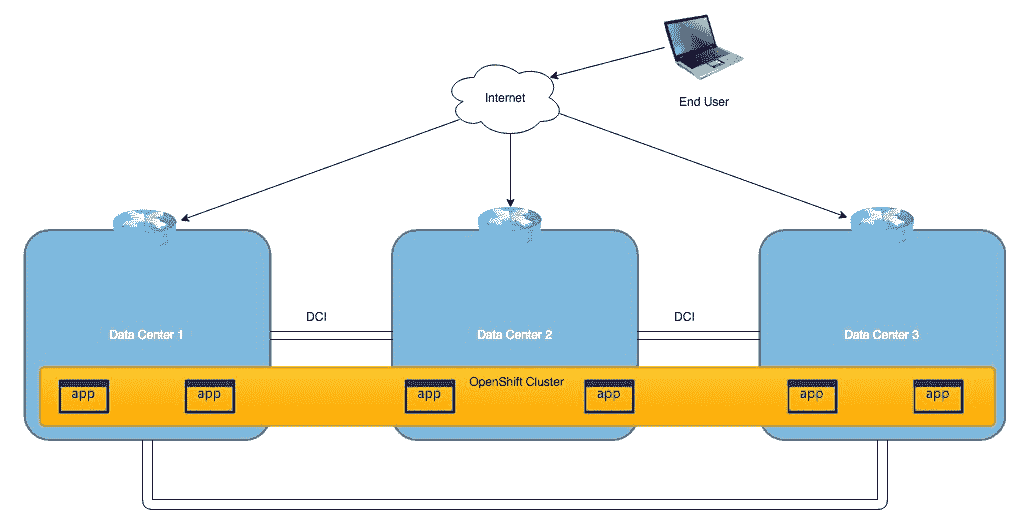 Internet
End User
DCI
DCI
Data Center 1
Data Center 2
Data Center 3
OpenShift Cluster
app
app
app
app
app
app